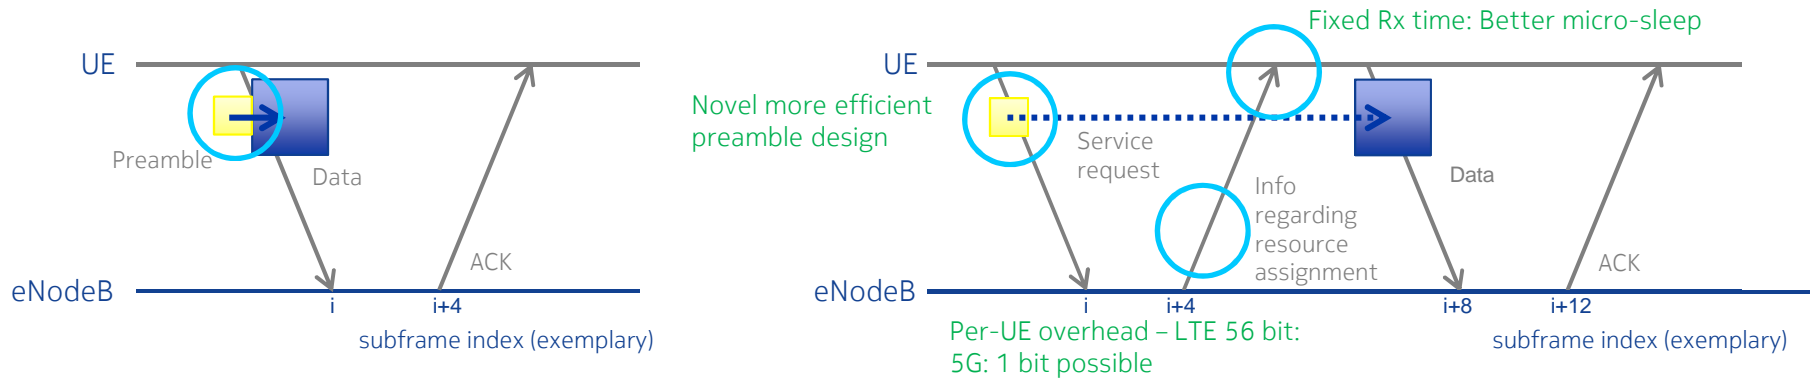 UE
Preamble
Data
ACK
eNodeB
i
i+4
subframe index (exemplary)
Fixed Rx time: Better micro-sleep
UE
Novel more efficient
preamble design
Service
request
Info
regarding
resource
assignment
Data
ACK
eNodeB
i
i+4
i+8
i+12
Per-UE overhead – LTE 56 bit:
5G: 1 bit possible
subframe index (exemplary)